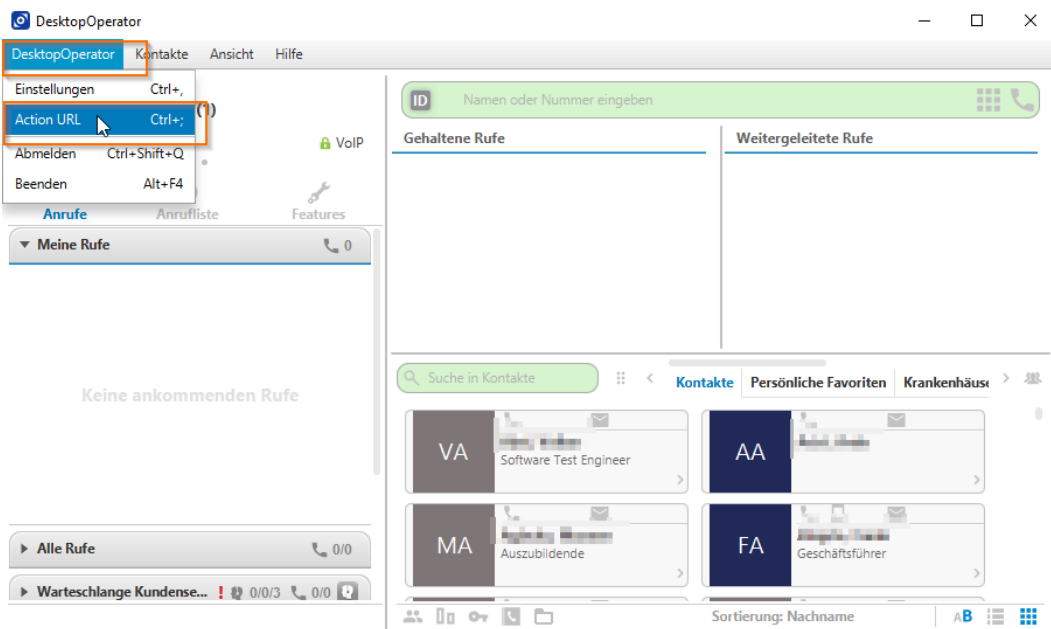 DesktopOperator
DesktopOperator Kontakte Ansicht Hilfe
Einstellungen Ctrl+,
Action URL Ctrl+;
Abmelden Ctrl+Shift+Q
Beenden Alt+F4
(1)
VoIP
Anrufe Anrufliste Features
Meine Rufe 0
Keine ankommenden Rufe
Alle Rufe 0/0
Warteschlange Kundense... ! 0/0/3 0/0
ID Namen oder Nummer eingeben
Gehaltene Rufe Weitergeleitete Rufe
Suche in Kontakte
Kontakte Persönliche Favoriten Krankenhäuse
VA
Software Test Engineer
AA
MA
Auszubildende
FA
Geschäftsführer
Sortierung: Nachname AB